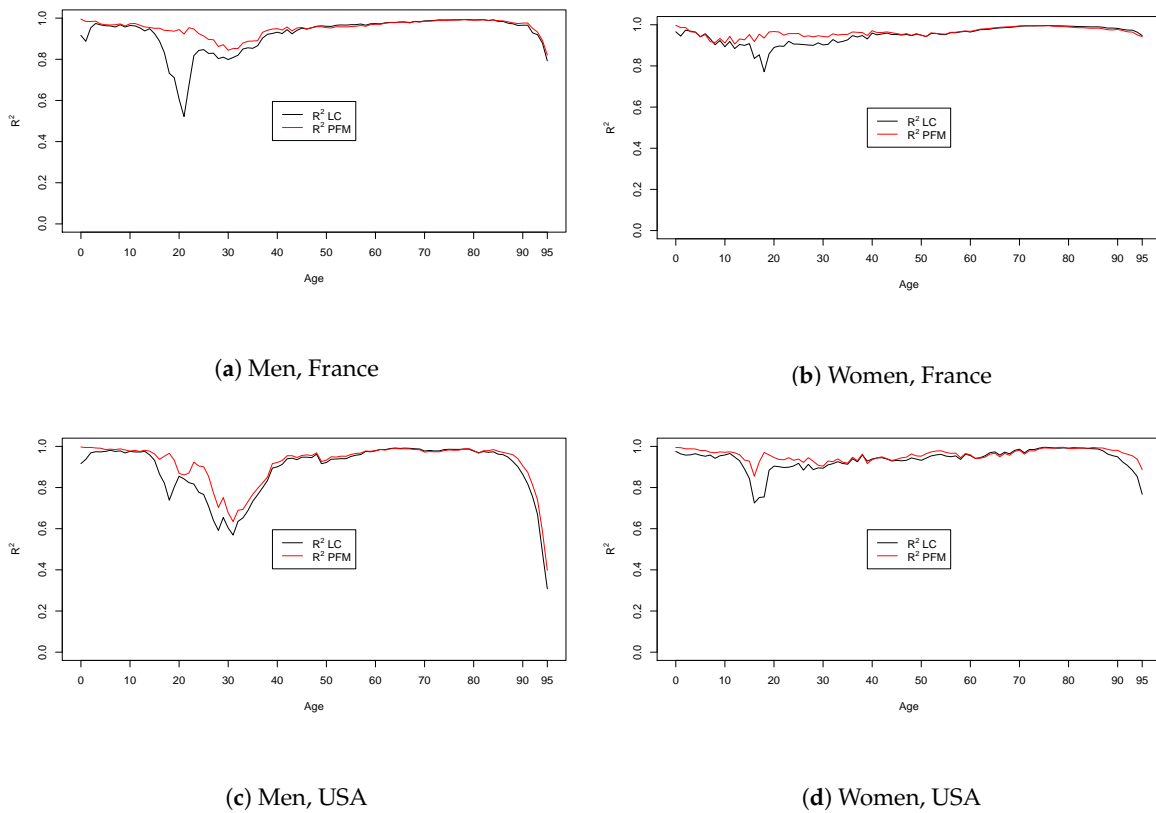 R² LC
R² PFM
0.0 0.2 0.4 0.6 0.8 1.0
R²
0 10 20 30 40 50 60 70 80 90 95
Age
(a) Men, France
R² LC
R² PFM
0.0 0.2 0.4 0.6 0.8 1.0
R²
0 10 20 30 40 50 60 70 80 90 95
Age
(b) Women, France
R² LC
R² PFM
0.0 0.2 0.4 0.6 0.8 1.0
R²
0 10 20 30 40 50 60 70 80 90 95
Age
(c) Men, USA
R² LC
R² PFM
0.0 0.2 0.4 0.6 0.8 1.0
R²
0 10 20 30 40 50 60 70 80 90 95
Age
(d) Women, USA